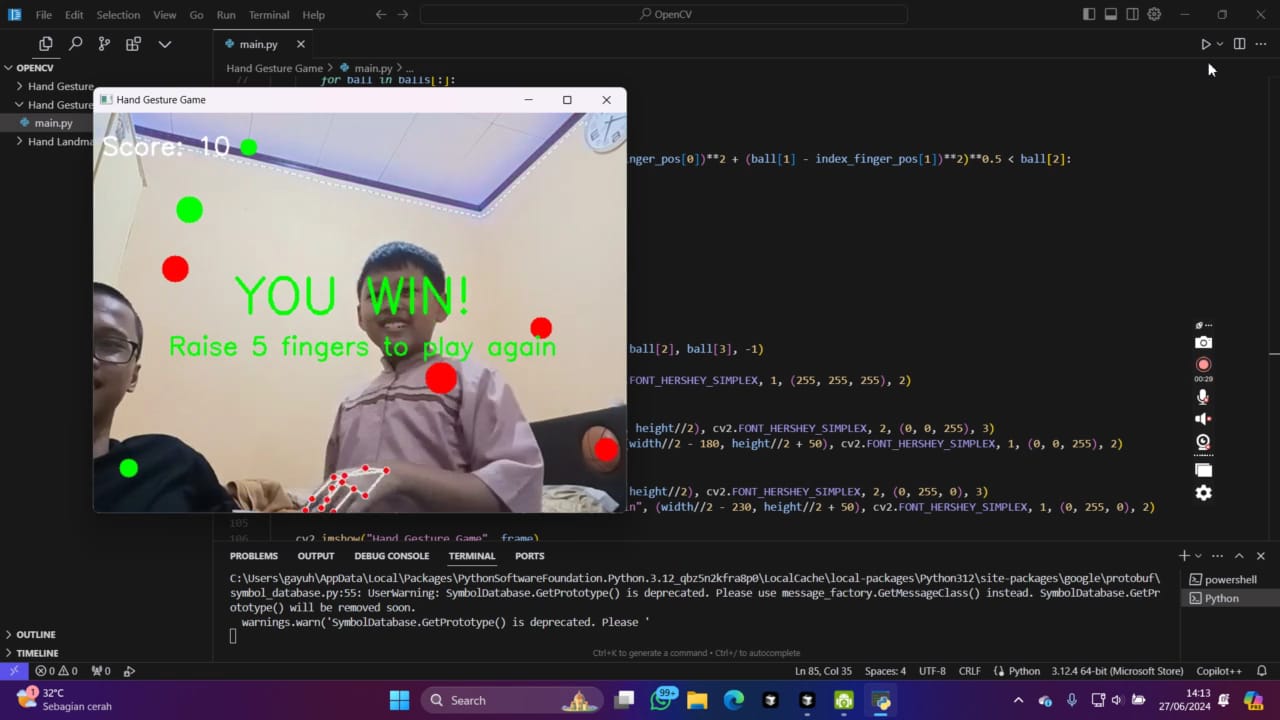 File Edit Selection View Go Run Terminal Help
OpenCV
main.py
OPENCV
Hand Gesture
Hand Gesture
main.py
Hand Landma
Hand Gesture Game > main.py > ...
77
for ball in balls[:]:
Hand Gesture Game
Score: 10
YOU WIN!
Raise 5 fingers to play again
inger_pos[0])**2 + (ball[1] - index_finger_pos[1])**2)**0.5 < ball[2]:
ball[2], ball[3], -1)
FONT_HERSHEY_SIMPLEX, 1, (255, 255, 255), 2)
height//2), cv2.FONT_HERSHEY_SIMPLEX, 2, (0, 0, 255), 3)
width//2 - 180, height//2 + 50), cv2.FONT_HERSHEY_SIMPLEX, 1, (0, 0, 255), 2)
height//2), cv2.FONT_HERSHEY_SIMPLEX, 2, (0, 255, 0), 3)
n", (width//2 - 230, height//2 + 50), cv2.FONT_HERSHEY_SIMPLEX, 1, (0, 255, 0), 2)
105
106 cv2.imshow("Hand Gesture Game", frame)
00:29
PROBLEMS OUTPUT DEBUG CONSOLE TERMINAL PORTS
C:\Users\gayuh\AppData\Local\Packages\PythonSoftwareFoundation.Python.3.12_qbz5n2kfra8p0\LocalCache\local-packages\Python312\site-packages\google\protobuf\
symbol_database.py:55: UserWarning: SymbolDatabase.GetPrototype() is deprecated. Please use message_factory.GetMessageClass() instead. SymbolDatabase.GetPr
ototype() will be removed soon.
warnings.warn('SymbolDatabase.GetPrototype() is deprecated. Please '
powershell
Python
Ctrl+K to generate a command • Ctrl+/ to autocomplete
OUTLINE
TIMELINE
0 0 0 Ln 85, Col 35 Spaces: 4 UTF-8 CRLF Python 3.12.4 64-bit (Microsoft Store) Copilot++
1
32°C
Sebagian cerah
Search
99+
14:13
27/06/2024